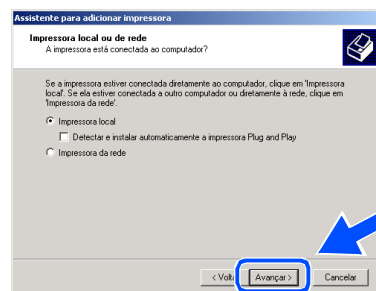 Assistente para adicionar impressora
Impressora local ou de rede
A impressora está conectada ao computador?
Se a impressora estiver conectada diretamente ao computador, clique em 'Impressora
local'. Se ela estiver conectada a outro computador ou diretamente à rede, clique em
'Impressora da rede'.
Impressora local
Detectar e instalar automaticamente a impressora Plug and Play
Impressora da rede
< Volt
Avançar >
Cancelar